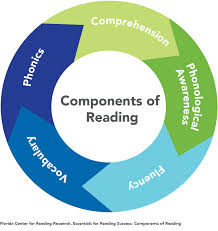 Comprehension
Phonological
Awareness
Fluency
Vocabulary
Phonics
Components of
Reading
Florida Center for Reading Research, Essentials for Reading Success: Components of Reading